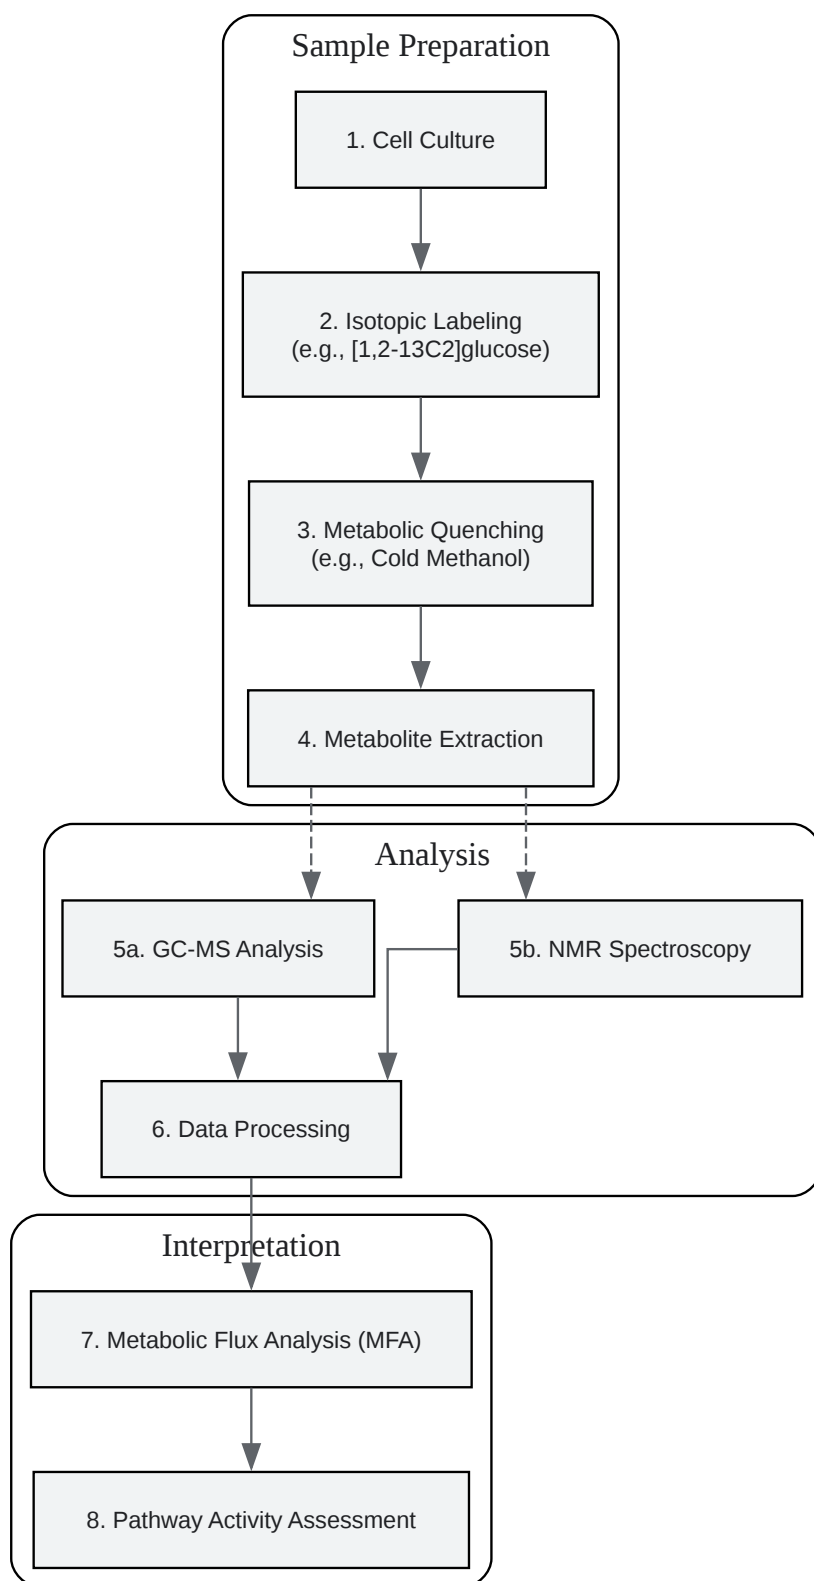 Sample Preparation
1. Cell Culture
2. Isotopic Labeling
(e.g., [1,2-13C2]glucose)
3. Metabolic Quenching
(e.g., Cold Methanol)
4. Metabolite Extraction
Analysis
5a. GC-MS Analysis
5b. NMR Spectroscopy
6. Data Processing
Interpretation
7. Metabolic Flux Analysis (MFA)
8. Pathway Activity Assessment